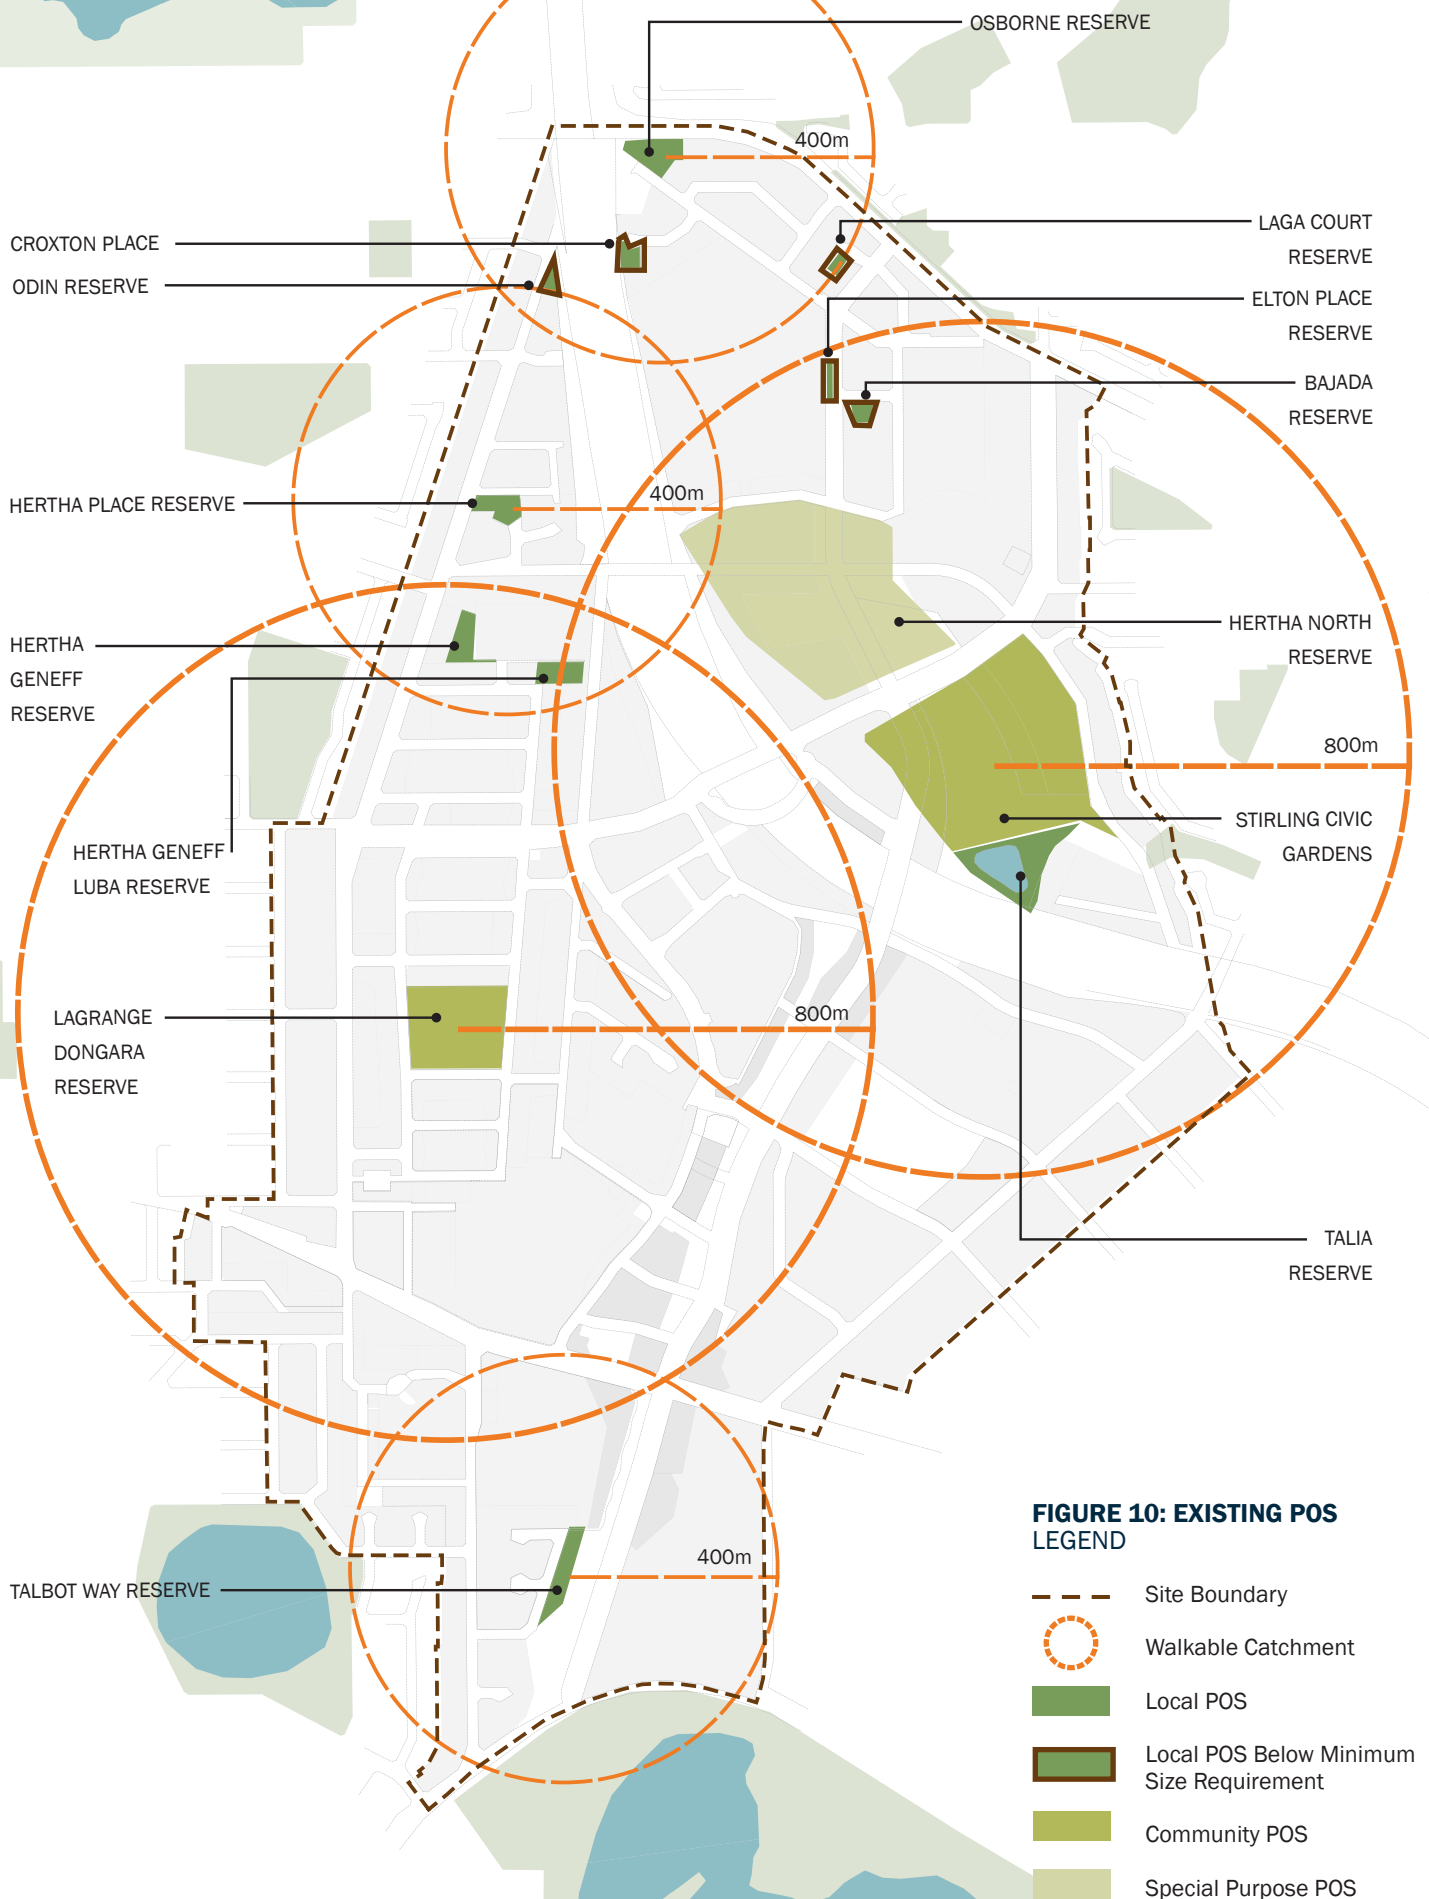 OSBORNE RESERVE
400m
LAGA COURT
RESERVE
CROXTON PLACE
ODIN RESERVE
ELTON PLACE
RESERVE
BAJADA
RESERVE
HERTHA PLACE RESERVE
400m
HERTHA NORTH
RESERVE
HERTHA
GENEFF
RESERVE
800m
STIRLING CIVIC
GARDENS
HERTHA GENEFF
LUBA RESERVE
LAGRANGE
DONGARA
RESERVE
800m
TALIA
RESERVE
400m
TALBOT WAY RESERVE
FIGURE 10: EXISTING POS
LEGEND
Site Boundary
Walkable Catchment
Local POS
Local POS Below Minimum
Size Requirement
Community POS
Special Purpose POS